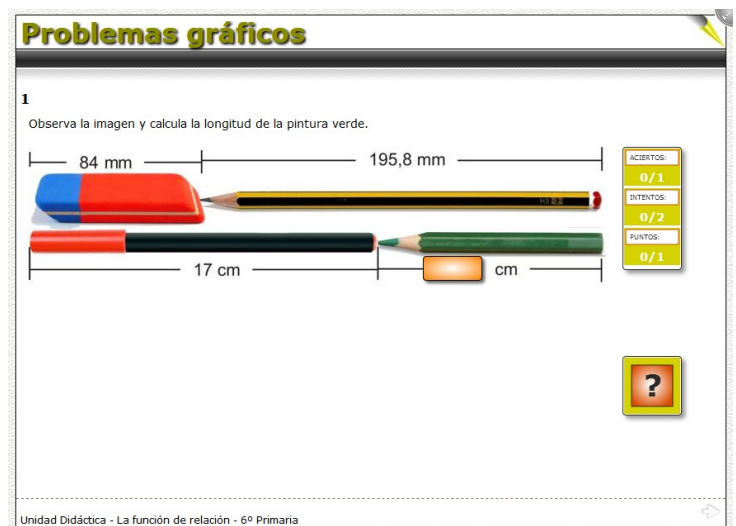 Problemas gráficos
1
Observa la imagen y calcula la longitud de la pintura verde.
84 mm
195,8 mm
17 cm
cm
ACIERTOS:
0/1
INTENTOS:
0/2
PUNTOS:
0/1
?
Unidad Didáctica - La función de relación - 6º Primaria